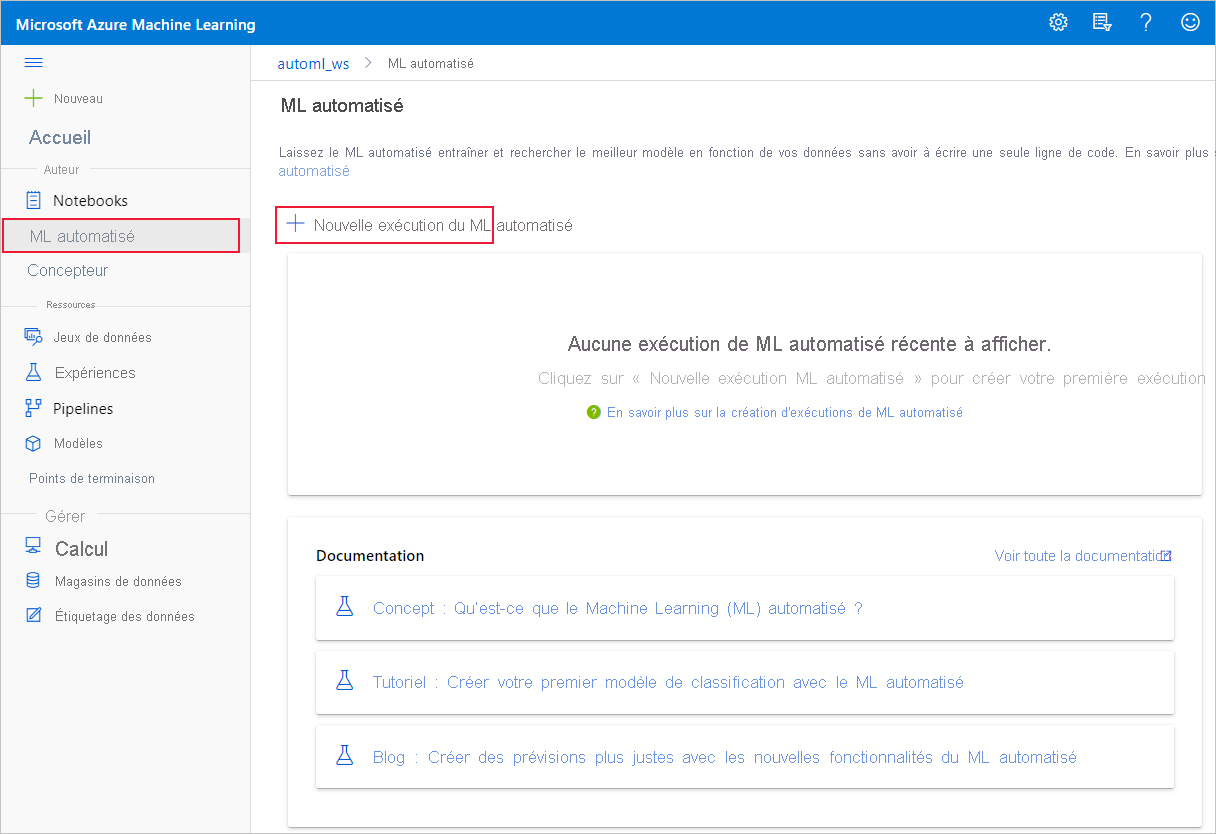 Microsoft Azure Machine Learning
automl_ws > ML automatisé
Nouveau
Accueil
Auteur
Notebooks
ML automatisé
Concepteur
Ressources
Jeux de données
Expériences
Pipelines
Modèles
Points de terminaison
Gérer
Calcul
Magasins de données
Étiquetage des données
ML automatisé
Laissez le ML automatisé entraîner et rechercher le meilleur modèle en fonction de vos données sans avoir à écrire une seule ligne de code. En savoir plus
automatisé
Nouvelle exécution du ML automatisé
Aucune exécution de ML automatisé récente à afficher.
Cliquez sur « Nouvelle exécution ML automatisé » pour créer votre première exécution
En savoir plus sur la création d'exécutions de ML automatisé
Documentation
Voir toute la documentation
Concept : Qu'est-ce que le Machine Learning (ML) automatisé ?
Tutoriel : Créer votre premier modèle de classification avec le ML automatisé
Blog : Créer des prévisions plus justes avec les nouvelles fonctionnalités du ML automatisé